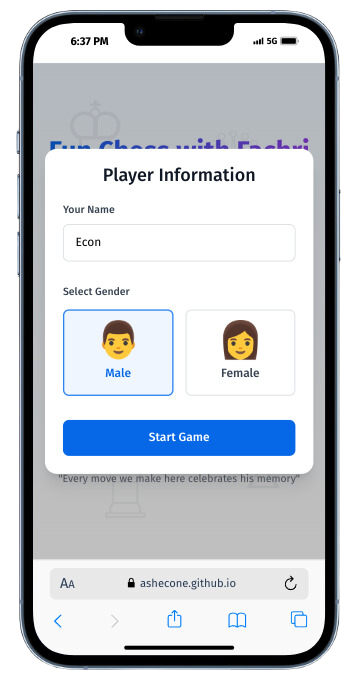 6:37 PM
5G
Fun Chess with Fachri
Player Information
Your Name
Econ
Select Gender
Male
Female
Start Game
"Every move we make here celebrates his memory"
AA
ashecone.github.io